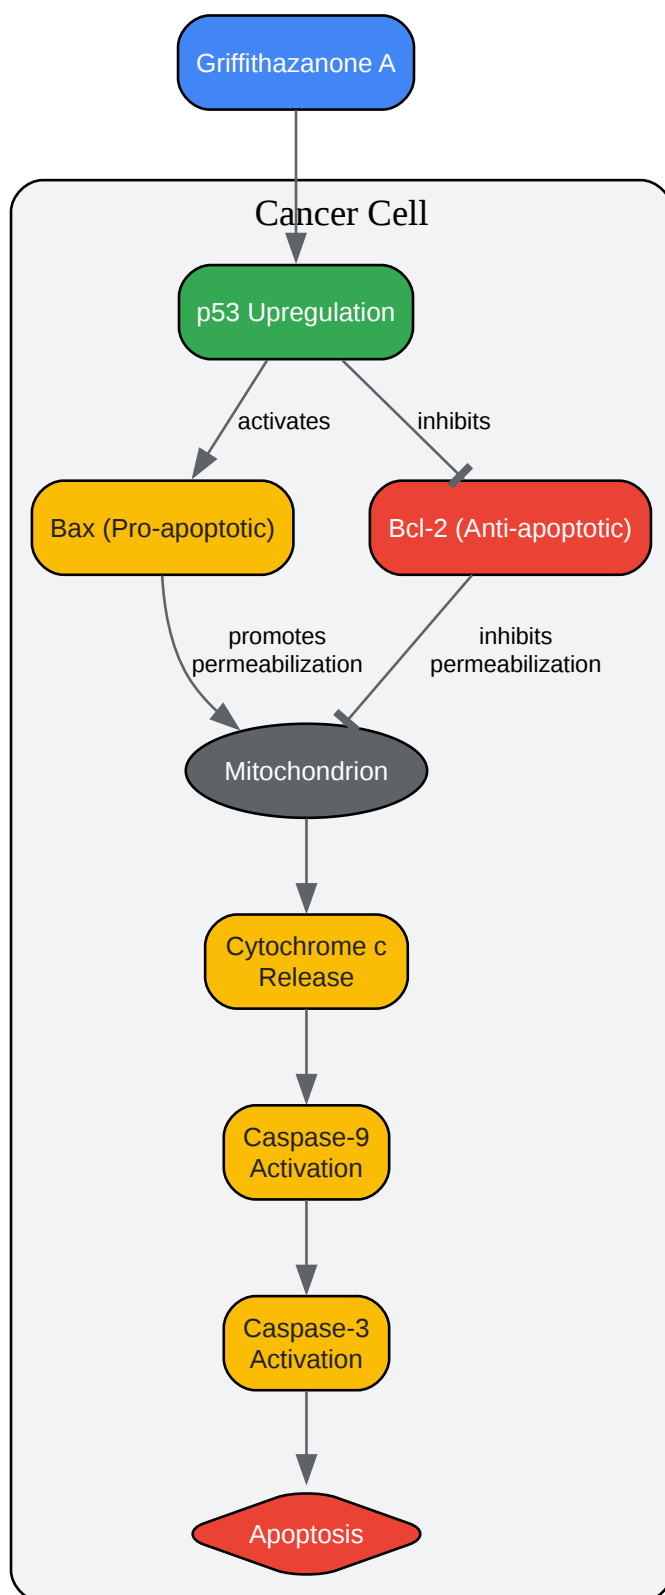 Griffithazanone A
Cancer Cell
p53 Upregulation
activates
inhibits
Bax (Pro-apoptotic)
Bcl-2 (Anti-apoptotic)
promotes
permeabilization
inhibits
permeabilization
Mitochondrion
Cytochrome c
Release
Caspase-9
Activation
Caspase-3
Activation
Apoptosis